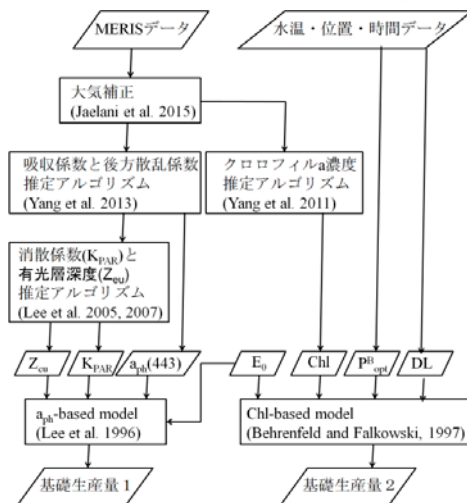 MERISデータ
水温・位置・時間データ
大気補正
(Jaelani et al. 2015)
吸収係数と後方散乱係数
推定アルゴリズム
(Yang et al. 2013)
クロロフィルa濃度
推定アルゴリズム
(Yang et al. 2011)
消散係数(KPAR)と
有光層深度(Zeu)
推定アルゴリズム
(Lee et al. 2005, 2007)
Zeu
KPAR
aph(443)
E0
Chl
PBopt
DL
aph-based model
(Lee et al. 1996)
Chl-based model
(Behrenfeld and Falkowski, 1997)
基礎生産量 1
基礎生産量 2